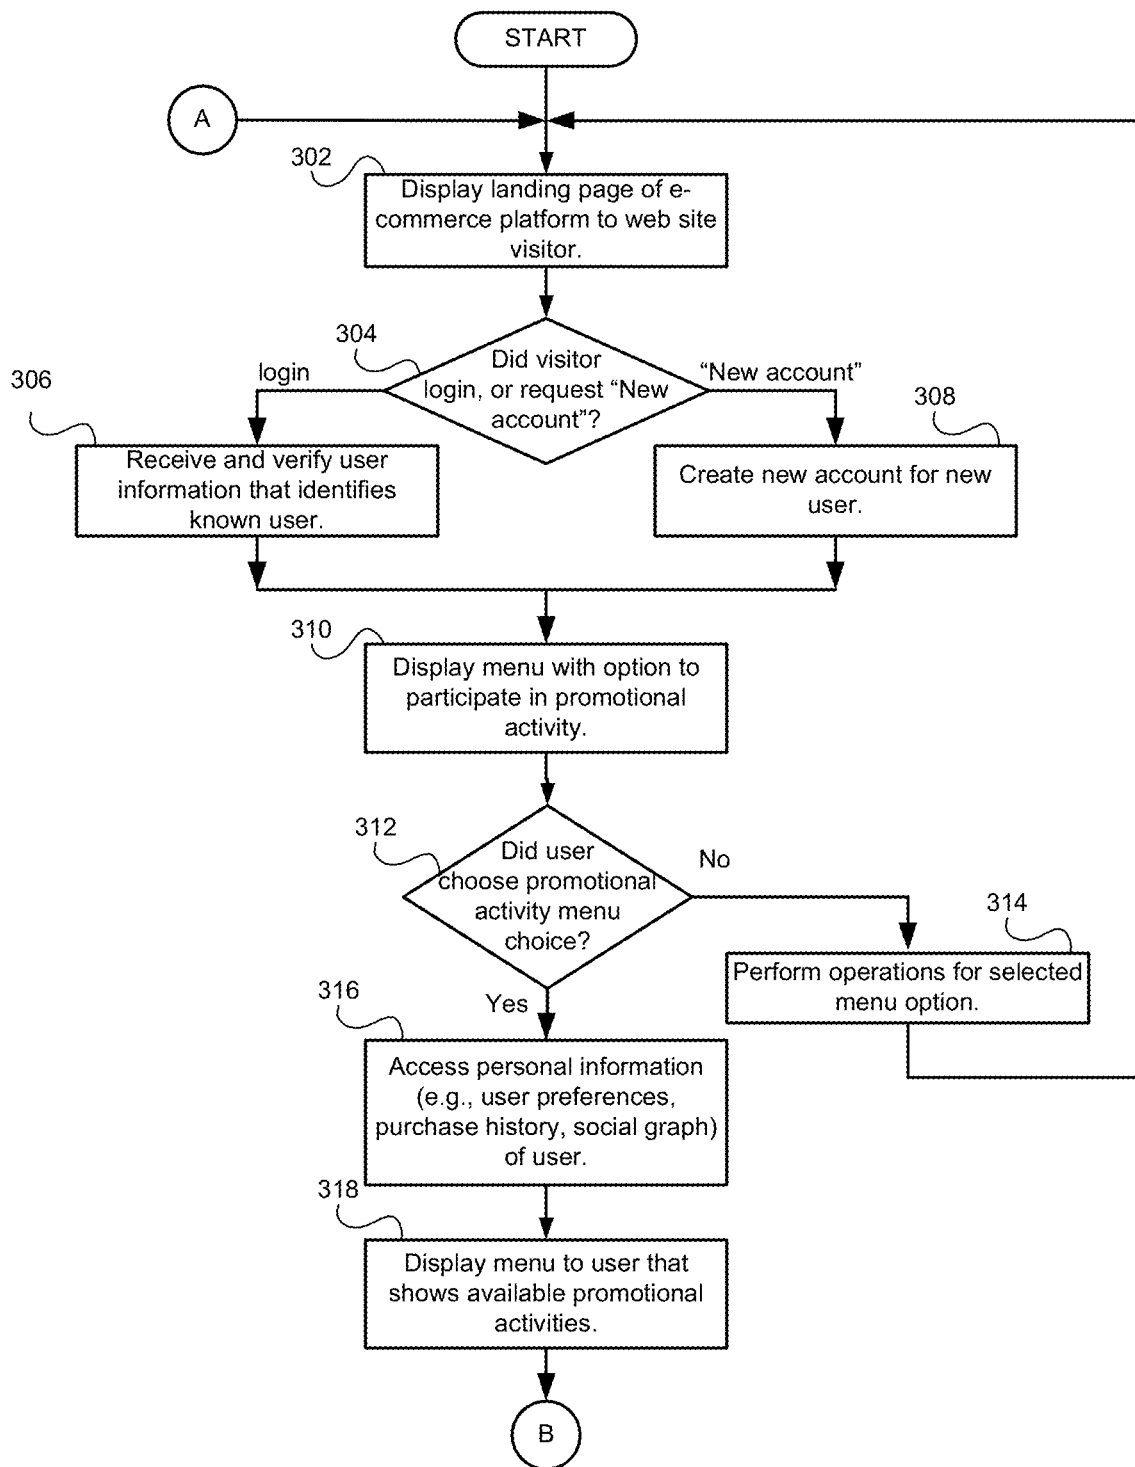 START
A
302
Display landing page of e-
commerce platform to web site
visitor.
304
Did visitor
login, or request “New
account”?
login
“New account”
306
308
Receive and verify user
information that identifies
known user.
Create new account for new
user.
310
Display menu with option to
participate in promotional
activity.
312
Did user
choose promotional
activity menu
choice?
No
314
Perform operations for selected
menu option.
Yes
316
Access personal information
(e.g., user preferences,
purchase history, social graph)
of user.
318
Display menu to user that
shows available promotional
activities.
B